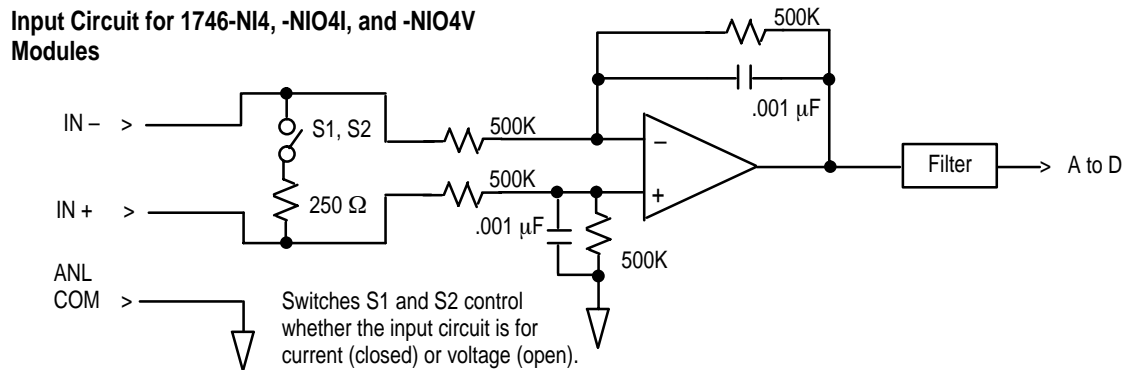 Input Circuit for 1746-NI4, -NIO4I, and -NIO4V
Modules
500K
.001 μF
IN –  >
S1, S2
500K
–
Filter
> A to D
500K
+
IN +  >
250 Ω
.001 μF
500K
ANL
COM  >
Switches S1 and S2 control
whether the input circuit is for
current (closed) or voltage (open).